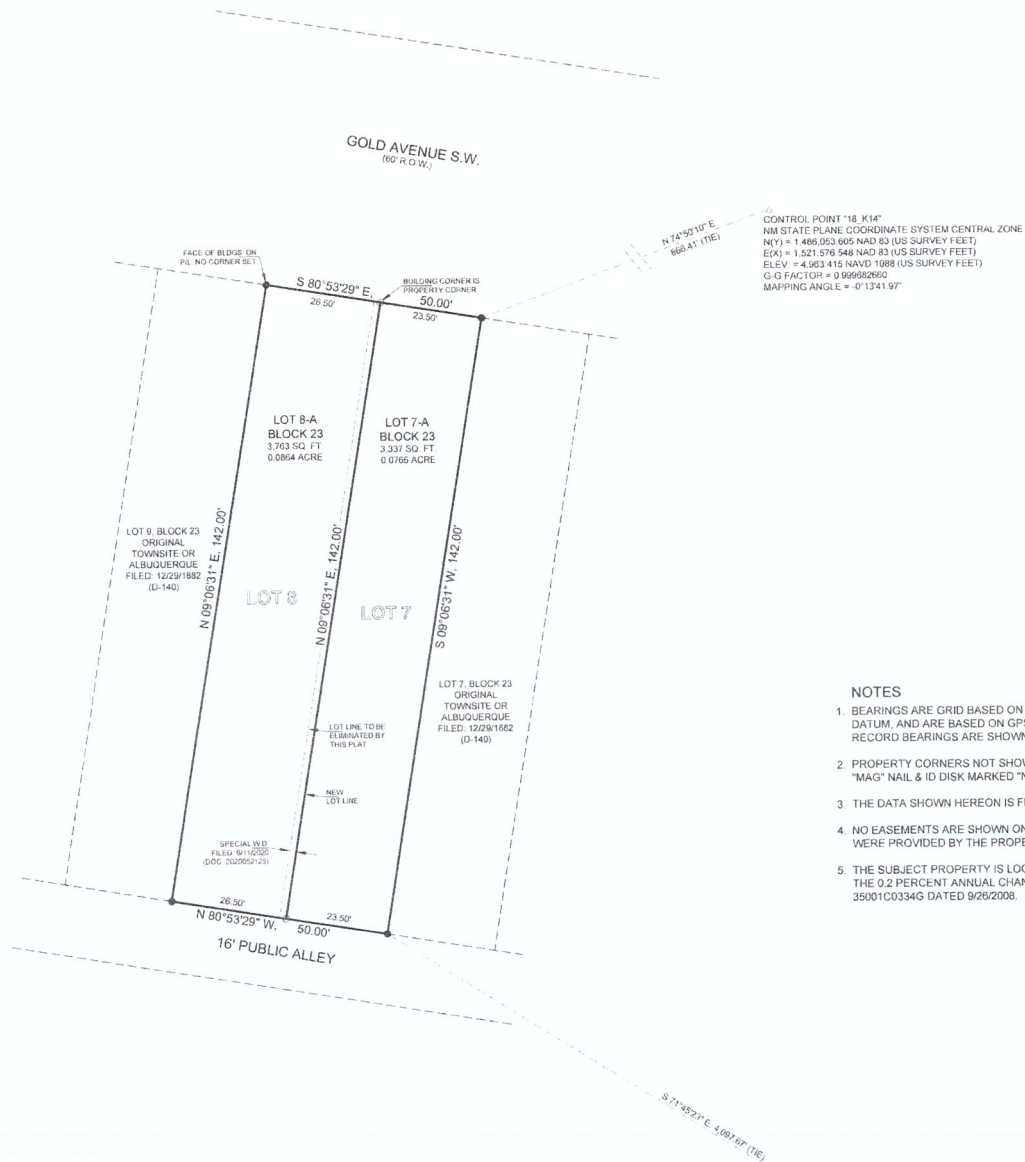 GOLD AVENUE S.W.
(60' R.O.W.)
N 74°50'10" E
866.41' (TIE)
CONTROL POINT "18_K14"
NM STATE PLANE COORDINATE SYSTEM CENTRAL ZONE
N(Y) = 1,486,053.605 NAD 83 (US SURVEY FEET)
E(X) = 1,521,576.548 NAD 83 (US SURVEY FEET)
ELEV. = 4,963.415 NAVD 1988 (US SURVEY FEET)
G-G FACTOR = 0.999682660
MAPPING ANGLE = -0°13'41.97"
FACE OF BLDGS. ON
P/L. NO CORNER SET
S 80°53'29" E,
26.50'
BUILDING CORNER IS
PROPERTY CORNER
50.00'
23.50'
LOT 8-A
BLOCK 23
3,763 SQ. FT.
0.0864 ACRE
LOT 7-A
BLOCK 23
3,337 SQ. FT.
0.0766 ACRE
LOT 9, BLOCK 23
ORIGINAL
TOWNSITE OR
ALBUQUERQUE
FILED: 12/29/1882
(D-140)
N 09°06'31" E, 142.00'
LOT 8
N 09°06'31" E, 142.00'
LOT 7
S 09°06'31" W, 142.00'
LOT 7, BLOCK 23
ORIGINAL
TOWNSITE OR
ALBUQUERQUE
FILED: 12/29/1882
(D-140)
LOT LINE TO BE
ELIMINATED BY
THIS PLAT
NEW
LOT LINE
SPECIAL W.D.
FILED: 6/11/2020
(DOC. 2020052125)
26.50'
N 80°53'29" W,
23.50'
50.00'
16' PUBLIC ALLEY
S 71°45'23" E, 4,097.67' (TIE)
NOTES
1. BEARINGS ARE GRID BASED ON
DATUM, AND ARE BASED ON GPS
RECORD BEARINGS ARE SHOWN
2. PROPERTY CORNERS NOT SHOW
"MAG" NAIL & ID DISK MARKED "N
3. THE DATA SHOWN HEREON IS F
4. NO EASEMENTS ARE SHOWN ON
WERE PROVIDED BY THE PROPE
5. THE SUBJECT PROPERTY IS LOC
THE 0.2 PERCENT ANNUAL CHAN
35001C0334G DATED 9/26/2008.